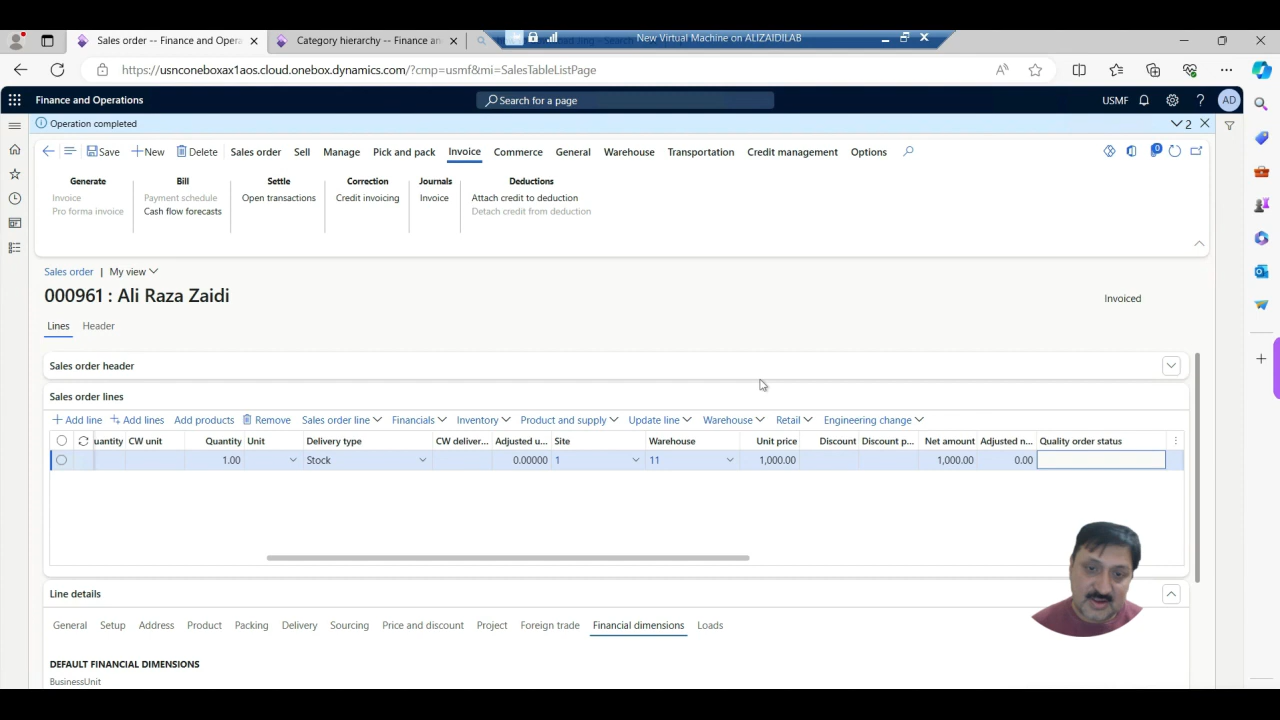 Sales order -- Finance and Opera
Category hierarchy -- Finance an
New Virtual Machine on ALIZAIDILAB
https://usnconeboxax1aos.cloud.onebox.dynamics.com/?cmp=usmf&mi=SalesTableListPage
Finance and Operations
Search for a page
USMF
AD
Operation completed
2
Save
New
Delete
Sales order
Sell
Manage
Pick and pack
Invoice
Commerce
General
Warehouse
Transportation
Credit management
Options
0
Generate
Invoice
Pro forma invoice
Bill
Payment schedule
Cash flow forecasts
Settle
Open transactions
Correction
Credit invoicing
Journals
Invoice
Deductions
Attach credit to deduction
Detach credit from deduction
Sales order | My view
000961 : Ali Raza Zaidi
Invoiced
Lines
Header
Sales order header
Sales order lines
Add line
Add lines
Add products
Remove
Sales order line
Financials
Inventory
Product and supply
Update line
Warehouse
Retail
Engineering change
uantity
CW unit
Quantity
Unit
Delivery type
CW deliver...
Adjusted u...
Site
Warehouse
Unit price
Discount
Discount p...
Net amount
Adjusted n...
Quality order status
1.00
Stock
0.00000
1
11
1,000.00
1,000.00
0.00
Line details
General
Setup
Address
Product
Packing
Delivery
Sourcing
Price and discount
Project
Foreign trade
Financial dimensions
Loads
DEFAULT FINANCIAL DIMENSIONS
BusinessUnit